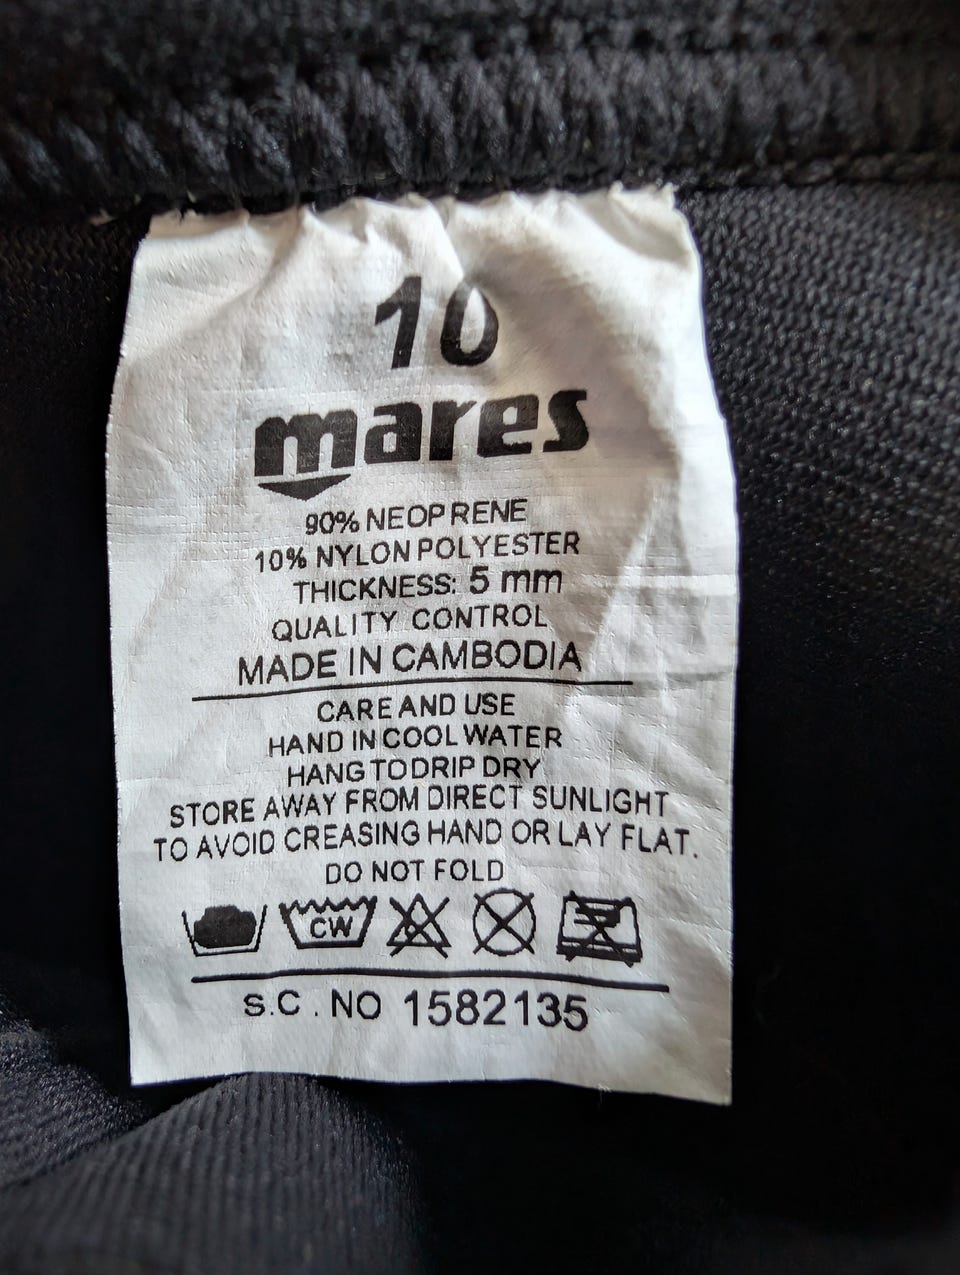 10
mares
90% NEOPRENE
10% NYLON POLYESTER
THICKNESS: 5 mm
QUALITY CONTROL
MADE IN CAMBODIA
CARE AND USE
HAND IN COOL WATER
HANG TO DRIP DRY
STORE AWAY FROM DIRECT SUNLIGHT
TO AVOID CREASING HAND OR LAY FLAT.
DO NOT FOLD
CW
S.C. NO 1582135